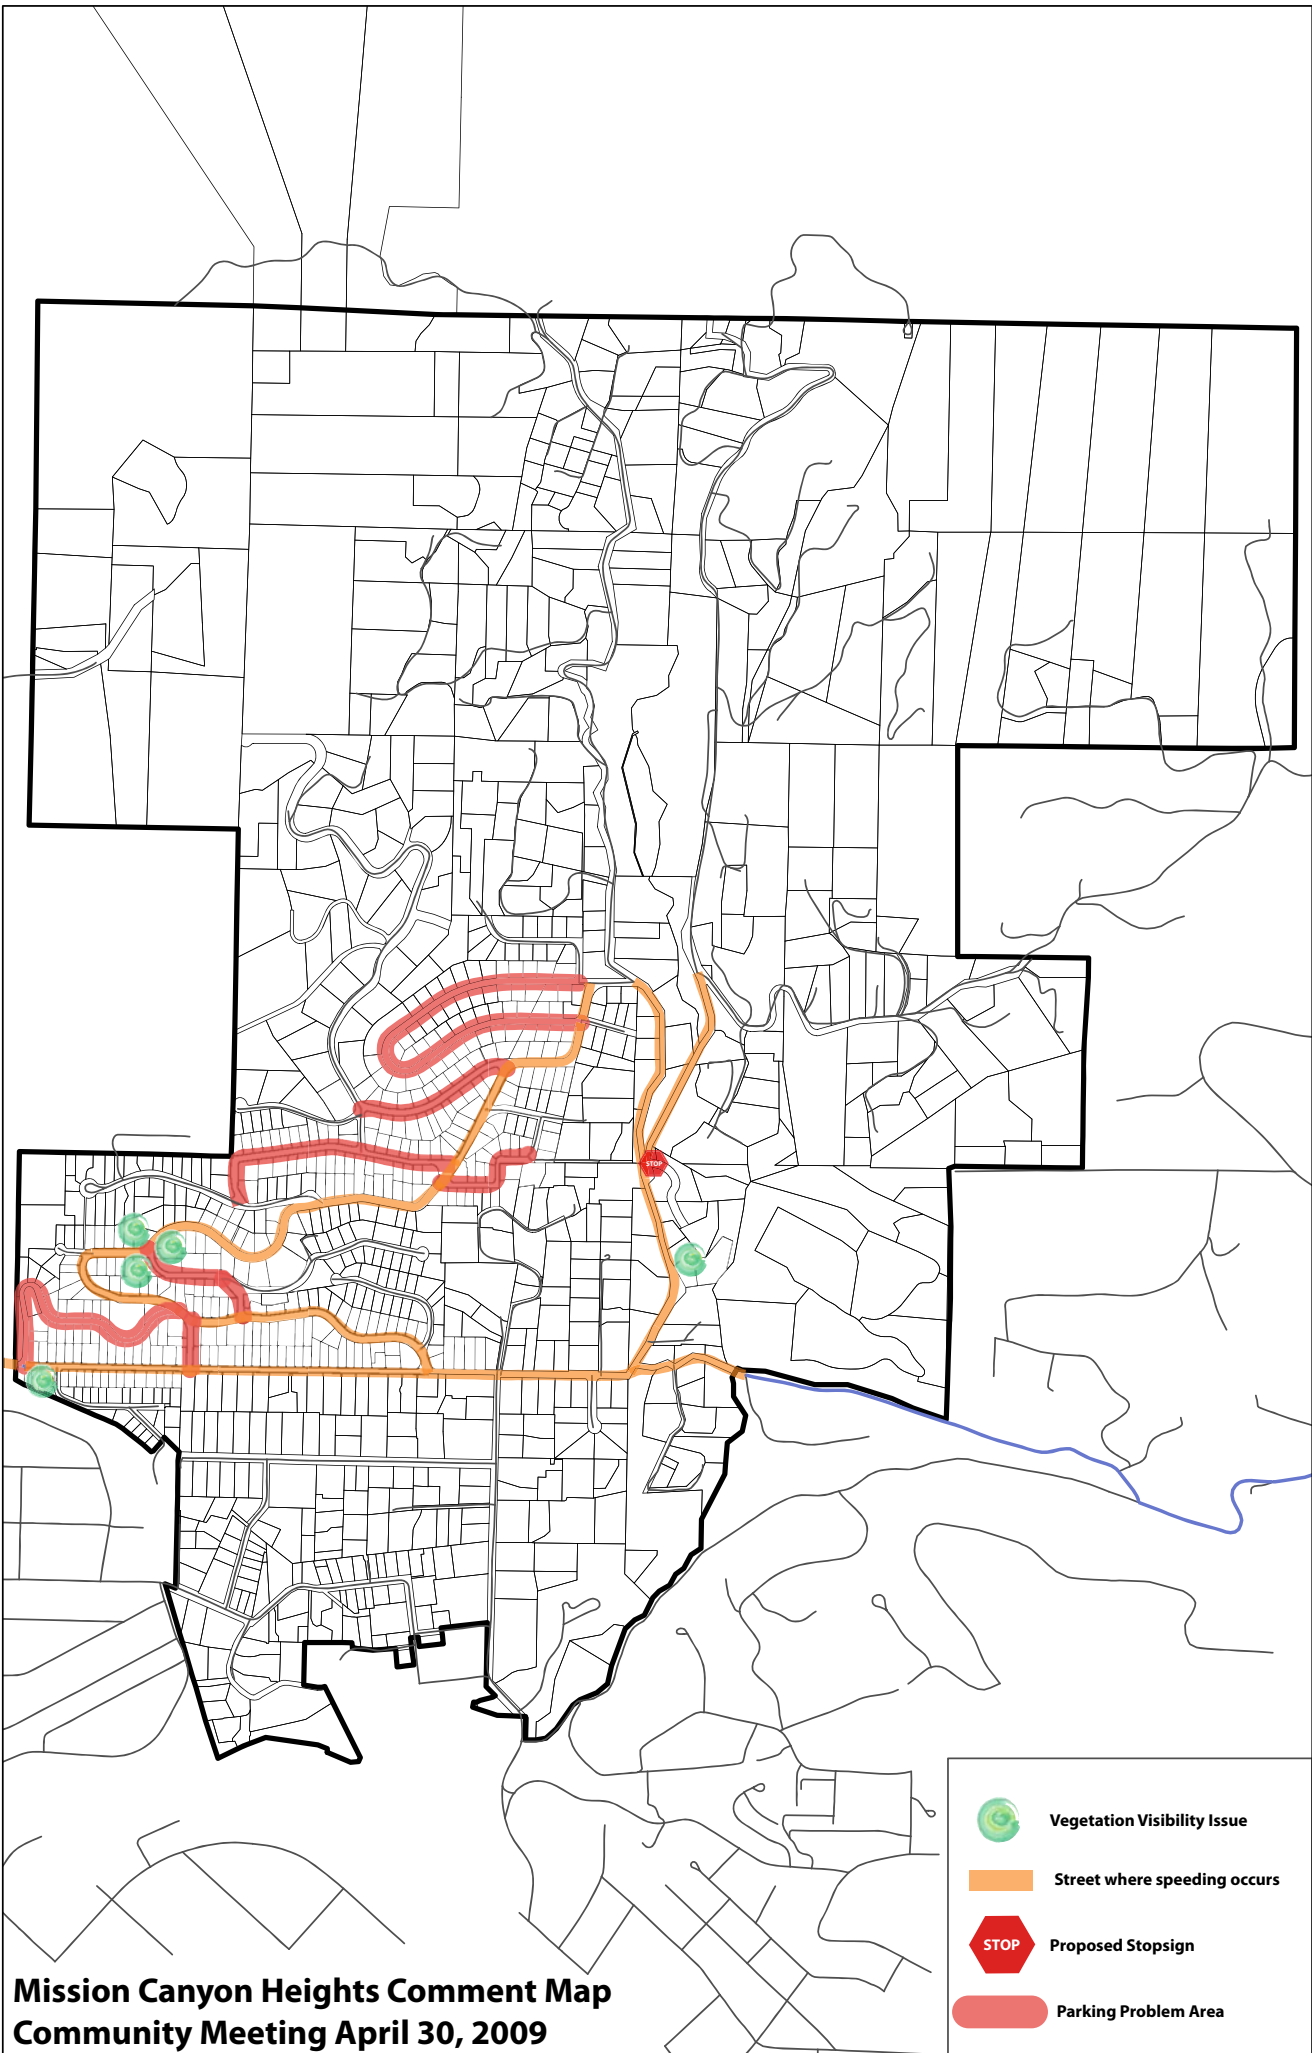 STOP
Vegetation Visibility Issue
Street where speeding occurs
STOP
Proposed Stopsign
Parking Problem Area
Mission Canyon Heights Comment Map
Community Meeting April 30, 2009